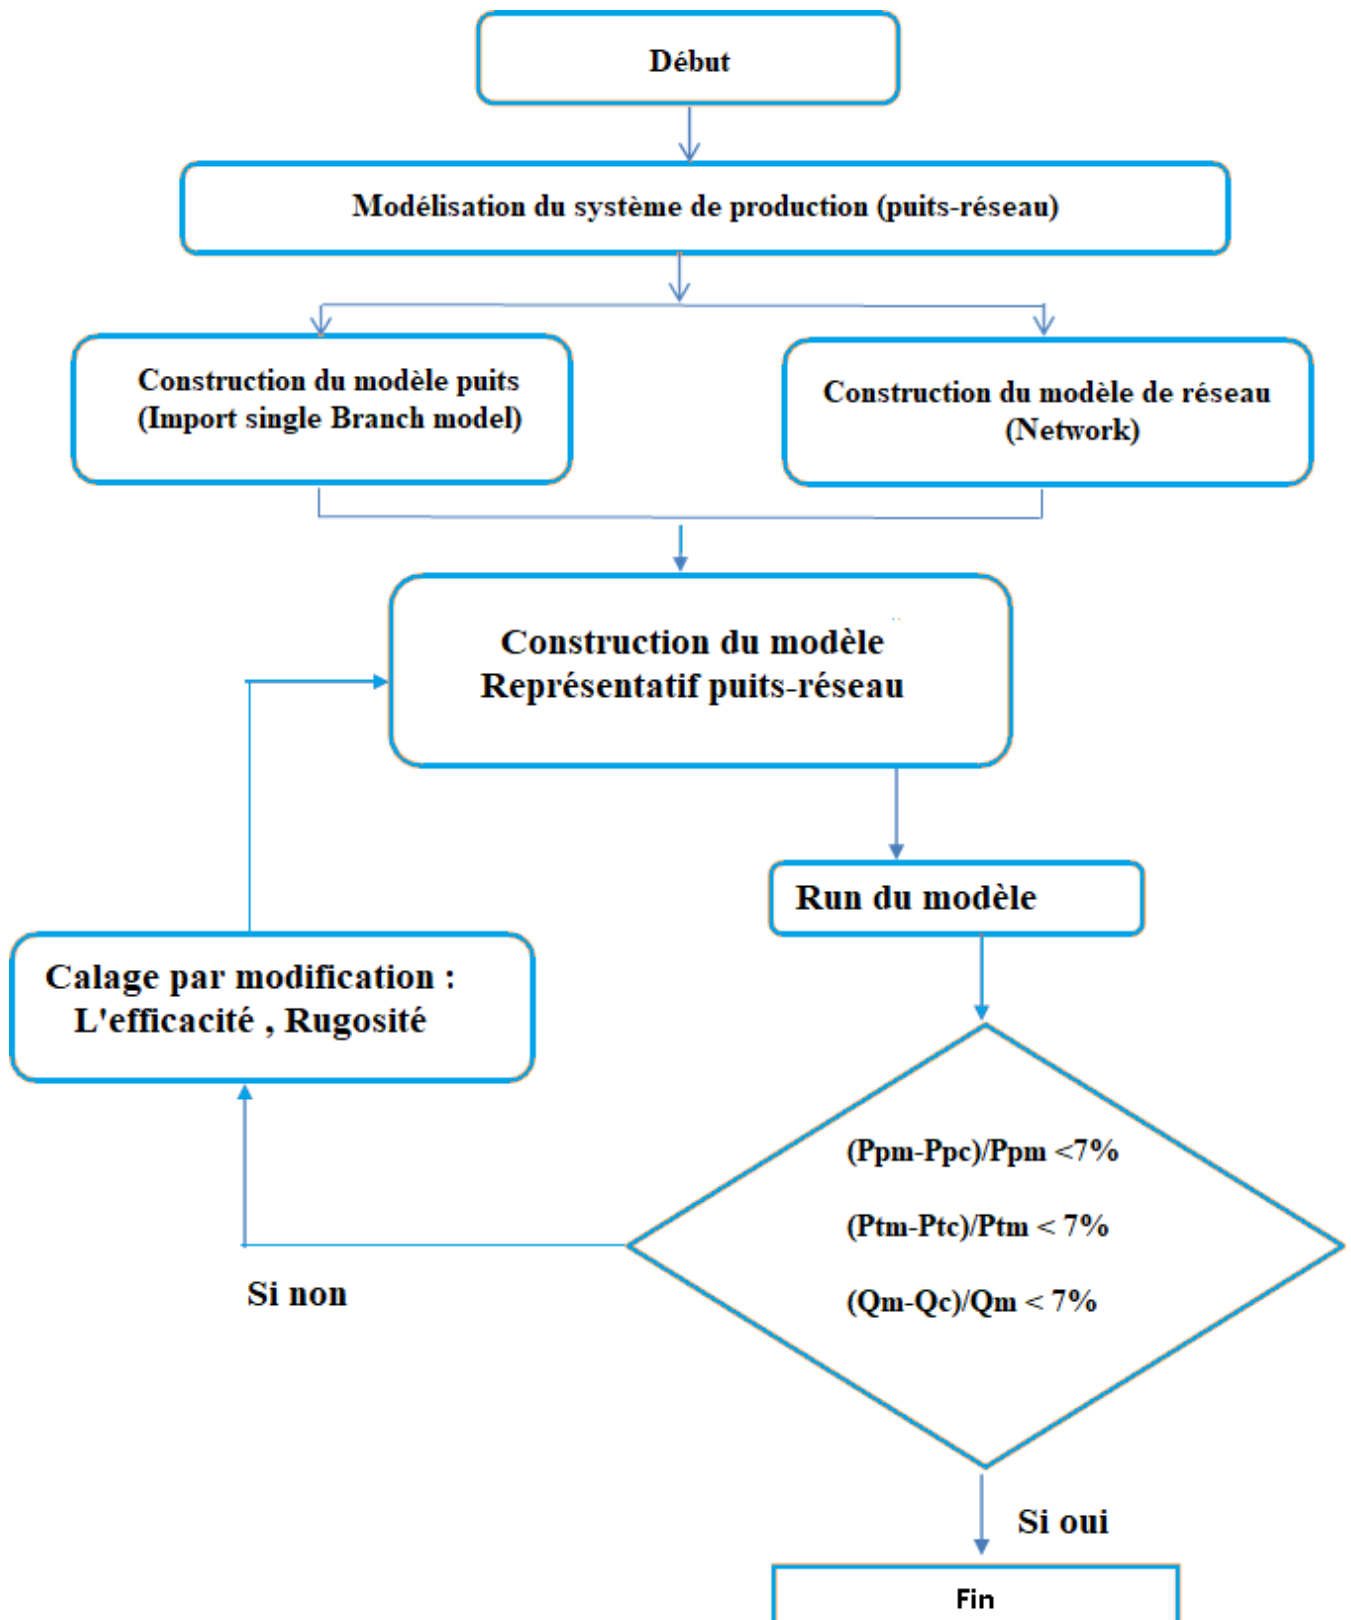 Début
Modélisation du système de production (puits-réseau)
Construction du modèle puits
(Import single Branch model)
Construction du modèle de réseau
(Network)
Construction du modèle
Représentatif puits-réseau
Run du modèle
Calage par modification :
L'efficacité , Rugosité
(Ppm-Ppc)/Ppm <7%
(Ptm-Ptc)/Ptm < 7%
(Qm-Qc)/Qm < 7%
Si non
Si oui
Fin